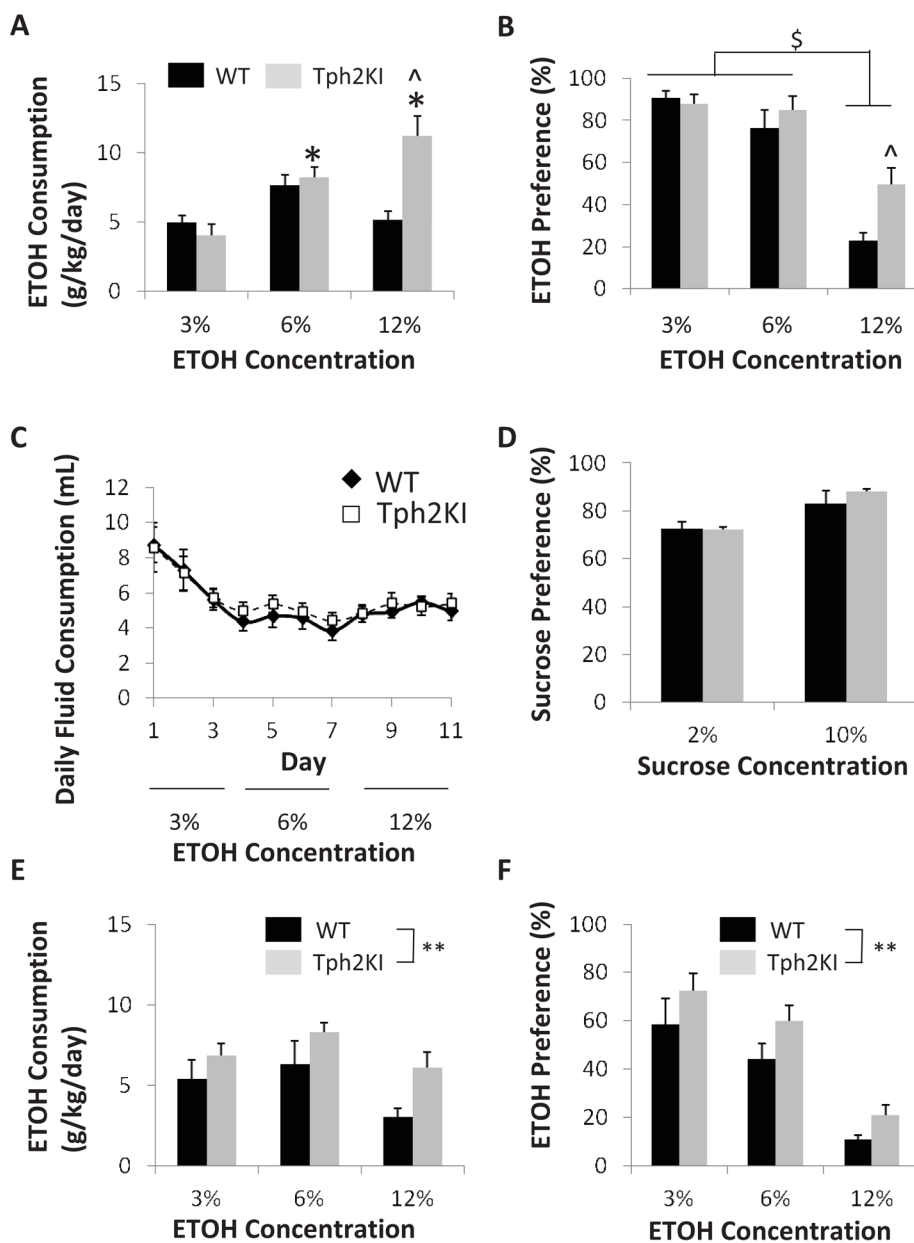 A
WT
Tph2KI
^
*
*
ETOH Consumption
(g/kg/day)
15
10
5
0
3%
6%
12%
ETOH Concentration
B
$
^
ETOH Preference (%)
100
80
60
40
20
0
3%
6%
12%
ETOH Concentration
C
WT
Tph2KI
Daily Fluid Consumption (mL)
12
10
8
6
4
2
0
1
3
5
7
9
11
Day
3%
6%
12%
ETOH Concentration
D
Sucrose Preference (%)
100
80
60
40
20
0
2%
10%
Sucrose Concentration
E
WT
Tph2KI
**
ETOH Consumption
(g/kg/day)
15
10
5
0
3%
6%
12%
ETOH Concentration
F
WT
Tph2KI
**
ETOH Preference (%)
100
80
60
40
20
0
3%
6%
12%
ETOH Concentration